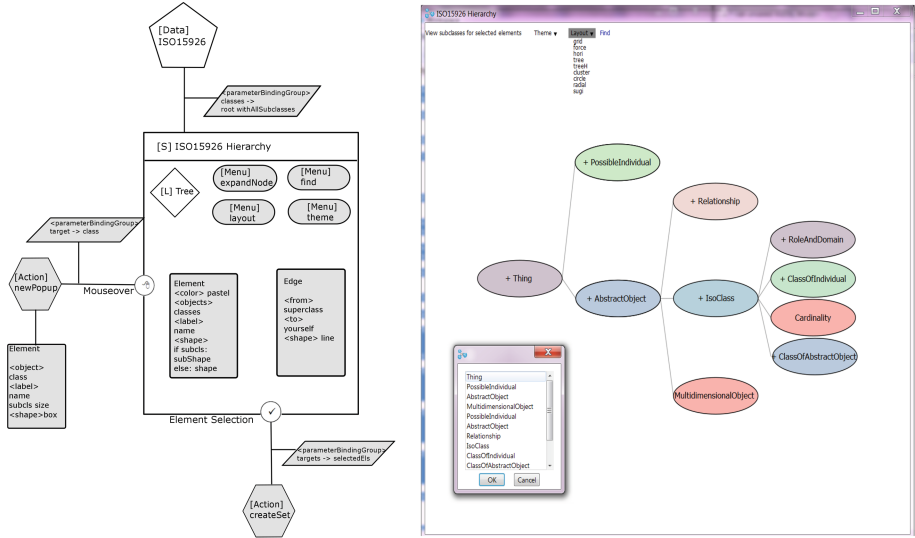 [Data]
ISO15926
<parameterBindingGroup>
classes ->
root withAllSubclasses
[S] ISO15926 Hierarchy
[L] Tree
[Menu]
expandNode
[Menu]
find
[Menu]
layout
[Menu]
theme
<parameterBindingGroup>
target -> class
[Action]
newPopup
Mouseover
Element
<color> pastel
<objects>
classes
<label>
name
<shape>
if subcls:
subShape
else: shape
Edge
<from>
superclass
<to>
yourself
<shape> line
Element
<object>
class
<label>
name
subcls size
<shape>box
Element Selection
<parameterBindingGroup>
targets -> selectedEls
[Action]
createSet
ISO15926 Hierarchy
View subclasses for selected elements
Theme ▾
Layout ▾
Find
grd
force
hori
tree
treeH
cluster
circle
radial
sugi
+ PossibleIndividual
+ Relationship
+ RoleAndDomain
+ Thing
+ ClassOfIndividual
+ AbstractObject
+ IsoClass
Cardinality
+ ClassOfAbstractObject
MultidimensionalObject
Thing
PossibleIndividual
AbstractObject
MultidimensionalObject
PossibleIndividual
AbstractObject
Relationship
IsoClass
ClassOfIndividual
ClassOfAbstractObject
OK
Cancel